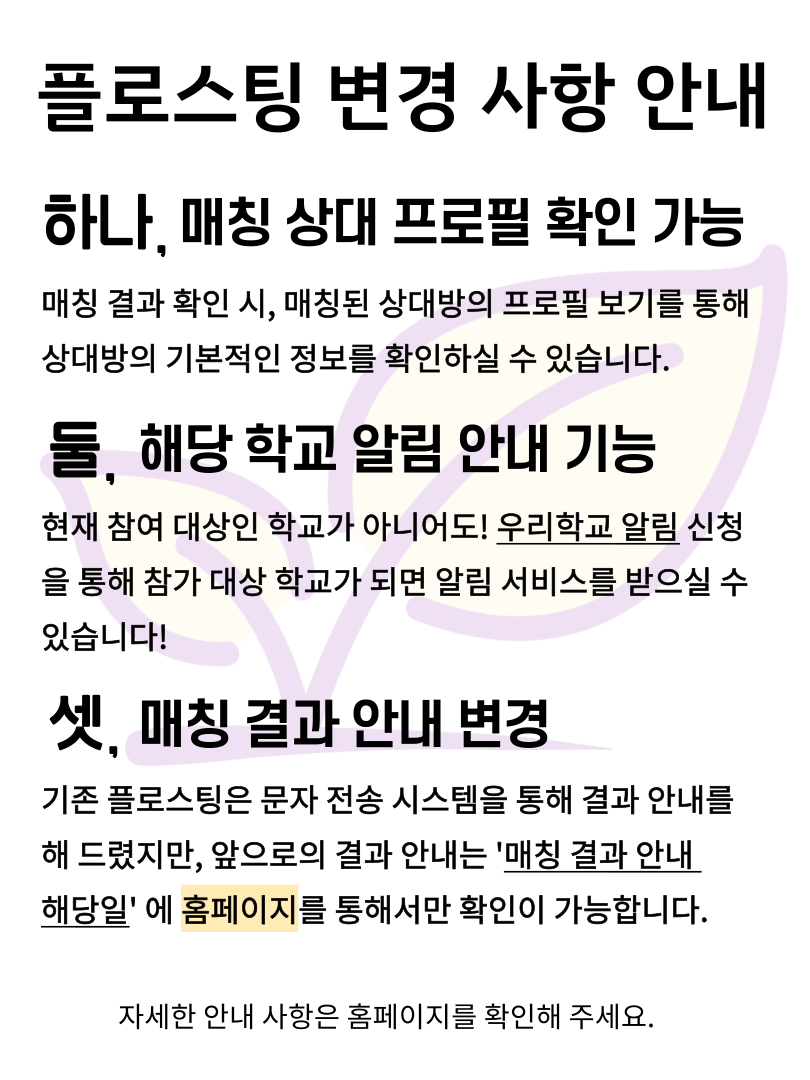 플로스팅 변경 사항 안내
하나, 매칭 상대 프로필 확인 가능
매칭 결과 확인 시, 매칭된 상대방의 프로필 보기를 통해
상대방의 기본적인 정보를 확인하실 수 있습니다.
둘, 해당 학교 알림 안내 기능
현재 참여 대상인 학교가 아니어도! 우리학교 알림 신청
을 통해 참가 대상 학교가 되면 알림 서비스를 받으실 수
있습니다!
셋, 매칭 결과 안내 변경
기존 플로스팅은 문자 전송 시스템을 통해 결과 안내를
해 드렸지만, 앞으로의 결과 안내는 '매칭 결과 안내
해당일' 에 홈페이지를 통해서만 확인이 가능합니다.
자세한 안내 사항은 홈페이지를 확인해 주세요.